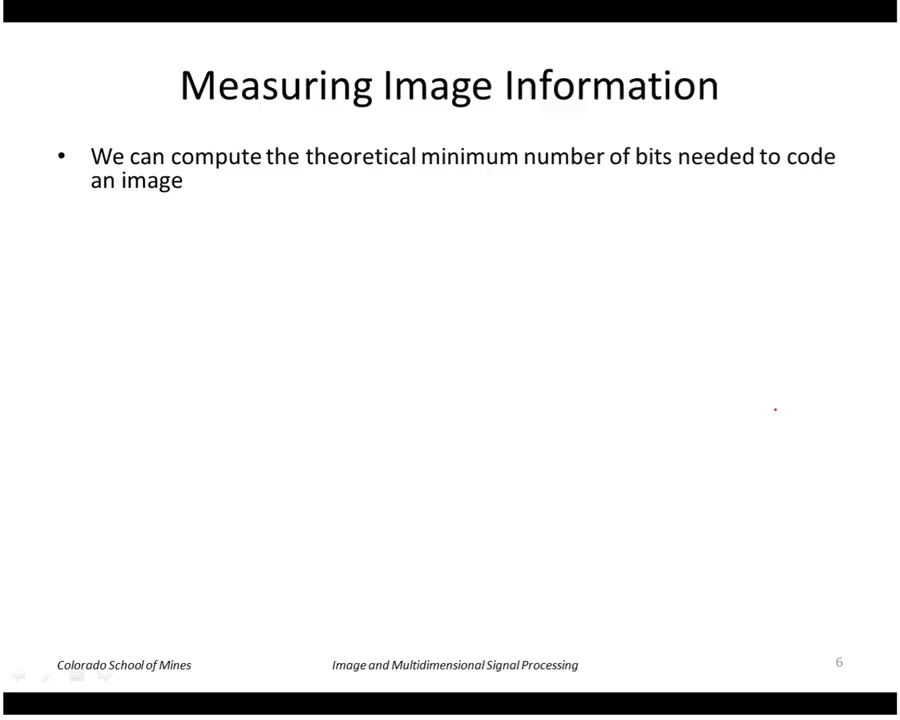 Measuring Image Information
• We can compute the theoretical minimum number of bits needed to code
an image
Colorado School of Mines
Image and Multidimensional Signal Processing
6